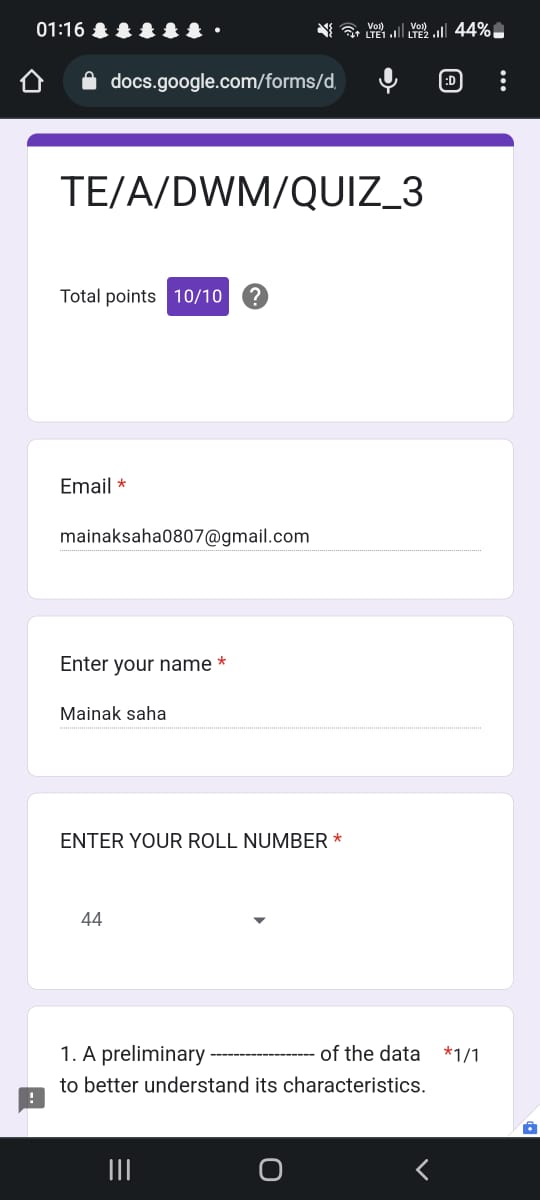 01:16
Vo)) LTE1 Vo)) LTE2 44%
docs.google.com/forms/d
:D
TE/A/DWM/QUIZ_3
Total points 10/10 ?
Email *
mainaksaha0807@gmail.com
Enter your name *
Mainak saha
ENTER YOUR ROLL NUMBER *
44
1. A preliminary ------------------ of the data *1/1
to better understand its characteristics.